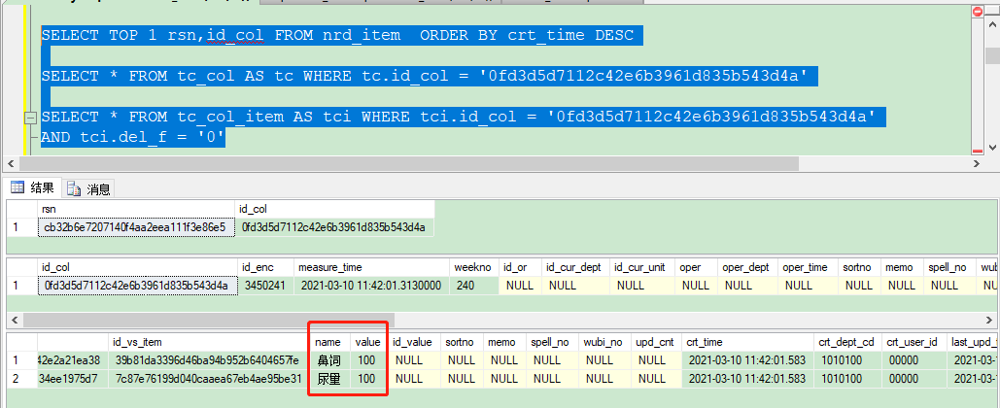 SELECT TOP 1 rsn,id_col FROM nrd_item ORDER BY crt_time DESC
SELECT * FROM tc_col AS tc WHERE tc.id_col = '0fd3d5d7112c42e6b3961d835b543d4a'
SELECT * FROM tc_col_item AS tci WHERE tci.id_col = '0fd3d5d7112c42e6b3961d835b543d4a'
AND tci.del_f = '0'
结果 消息
rsn id_col
1 cb32b6e7207140f4aa2eea111f3e86e5 0fd3d5d7112c42e6b3961d835b543d4a
id_col id_enc measure_time weekno id_or id_cur_dept id_cur_unit oper oper_dept oper_time sortno memo spell_no wubi
1 0fd3d5d7112c42e6b3961d835b543d4a 3450241 2021-03-10 11:42:01.3130000 240 NULL NULL NULL NULL NULL NULL NULL NULL NULL NULL
id_vs_item name value id_value sortno memo spell_no wubi_no upd_cnt crt_time crt_dept_cd crt_user_id last_upd_t
1 42e2a21ea38 39b81da3396d46ba94b952b6404657fe 鼻饲 100 NULL NULL NULL NULL NULL NULL 2021-03-10 11:42:01.583 1010100 00000 2021-03-1
2 34ee1975d7 7c87e76199d040caaea67eb4ae95be31 尿量 100 NULL NULL NULL NULL NULL NULL 2021-03-10 11:42:01.583 1010100 00000 2021-03-1